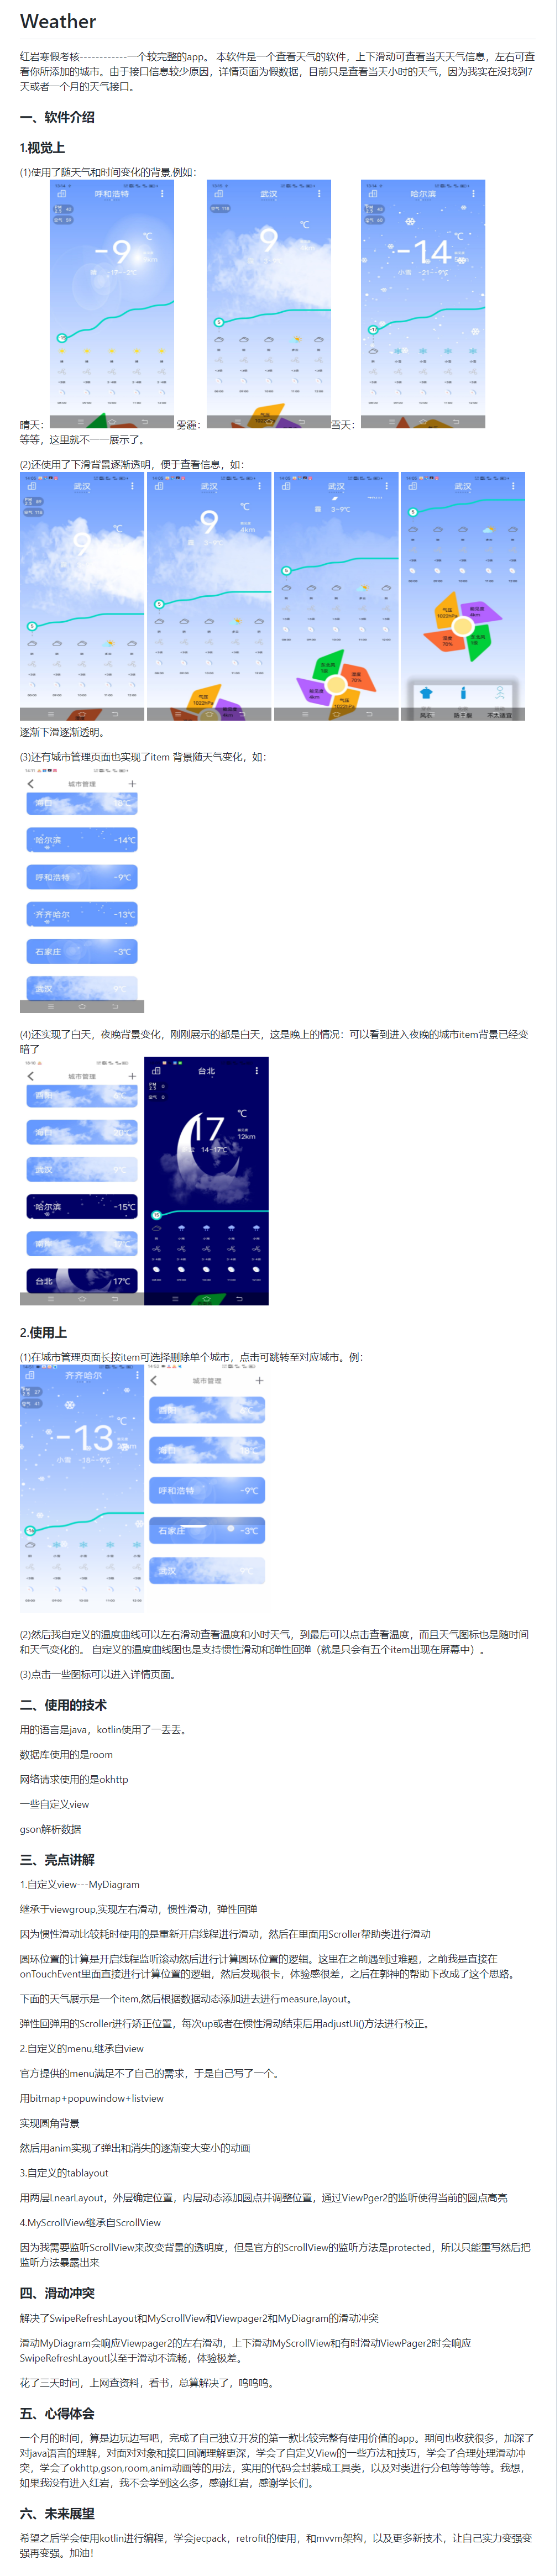 Weather
红岩寒假考核-----------一个较完整的app。 本软件是一个查看天气的软件，上下滑动可查看当天天气信息，左右可查
看你所添加的城市。由于接口信息较少原因，详情页面为假数据，目前只是查看当天小时的天气，因为我实在没找到7
天或者一个月的天气接口。
一、软件介绍
1.视觉上
(1)使用了随天气和时间变化的背景,例如：
呼和浩特
-9
℃
武汉
9
℃
哈尔滨
-14
℃
小雪 -21~-9℃
晴天： 雾霾： 雪天：
等等，这里就不一一展示了。
(2)还使用了下滑背景逐渐透明，便于查看信息，如：
武汉
9
℃
武汉
9
℃
4km
武汉
3~9℃
武汉
气压
1022hPa
湿度
70%
逐渐下滑逐渐透明。
(3)还有城市管理页面也实现了item 背景随天气变化，如：
城市管理
海口
哈尔滨 -14℃
呼和浩特 -9℃
齐齐哈尔 -13℃
石家庄 -3℃
武汉 9℃
(4)还实现了白天，夜晚背景变化，刚刚展示的都是白天，这是晚上的情况：可以看到进入夜晚的城市item背景已经变
暗了
城市管理
海口
武汉 9℃
哈尔滨 -15℃
台北 17℃
台北
17
℃
12km
14~17℃
2.使用上
(1)在城市管理页面长按item可选择删除单个城市，点击可跳转至对应城市。例：
齐齐哈尔
-13
℃
小雪 -18~-9℃
城市管理
海口
呼和浩特 -9℃
石家庄 -3℃
武汉 9℃
(2)然后我自定义的温度曲线可以左右滑动查看温度和小时天气，到最后可以点击查看温度，而且天气图标也是随时间
和天气变化的。 自定义的温度曲线图也是支持惯性滑动和弹性回弹（就是只会有五个item出现在屏幕中）。
(3)点击一些图标可以进入详情页面。
二、使用的技术
用的语言是java，kotlin使用了一丢丢。
数据库使用的是room
网络请求使用的是okhttp
一些自定义view
gson解析数据
三、亮点讲解
1.自定义view---MyDiagram
继承于viewgroup,实现左右滑动，惯性滑动，弹性回弹
因为惯性滑动比较耗时使用的是重新开启线程进行滑动，然后在里面用Scroller帮助类进行滑动
圆环位置的计算是开启线程监听滚动然后进行计算圆环位置的逻辑。这里在之前遇到过难题，之前我是直接在
onTouchEvent里面直接进行计算位置的逻辑，然后发现很卡，体验感很差，之后在郭神的帮助下改成了这个思路。
下面的天气展示是一个item,然后根据数据动态添加进去进行measure,layout。
弹性回弹用的Scroller进行矫正位置，每次up或者在惯性滑动结束后用adjustUi()方法进行校正。
2.自定义的menu,继承自view
官方提供的menu满足不了自己的需求，于是自己写了一个。
用bitmap+popuwindow+listview
实现圆角背景
然后用anim实现了弹出和消失的逐渐变大变小的动画
3.自定义的tablayout
用两层LnearLayout，外层确定位置，内层动态添加圆点并调整位置，通过ViewPger2的监听使得当前的圆点高亮
4.MyScrollView继承自ScrollView
因为我需要监听ScrollView来改变背景的透明度，但是官方的ScrollView的监听方法是protected，所以只能重写然后把
监听方法暴露出来
四、滑动冲突
解决了SwipeRefreshLayout和MyScrollView和Viewpager2和MyDiagram的滑动冲突
滑动MyDiagram会响应Viewpager2的左右滑动，上下滑动MyScrollView和有时滑动ViewPager2时会响应
SwipeRefreshLayout以至于滑动不流畅，体验极差。
花了三天时间，上网查资料，看书，总算解决了，呜呜呜。
五、心得体会
一个月的时间，算是边玩边写吧，完成了自己独立开发的第一款比较完整有使用价值的app。期间也收获很多，加深了
对java语言的理解，对面对对象和接口回调理解更深，学会了自定义View的一些方法和技巧，学会了合理处理滑动冲
突，学会了okhttp,gson,room,anim动画等的用法，实用的代码会封装成工具类，以及对类进行分包等等等等。我想，
如果我没有进入红岩，我不会学到这么多，感谢红岩，感谢学长们。
六、未来展望
希望之后学会使用kotlin进行编程，学会jecpack，retrofit的使用，和mvvm架构，以及更多新技术，让自己实力变强变
强再变强。加油！